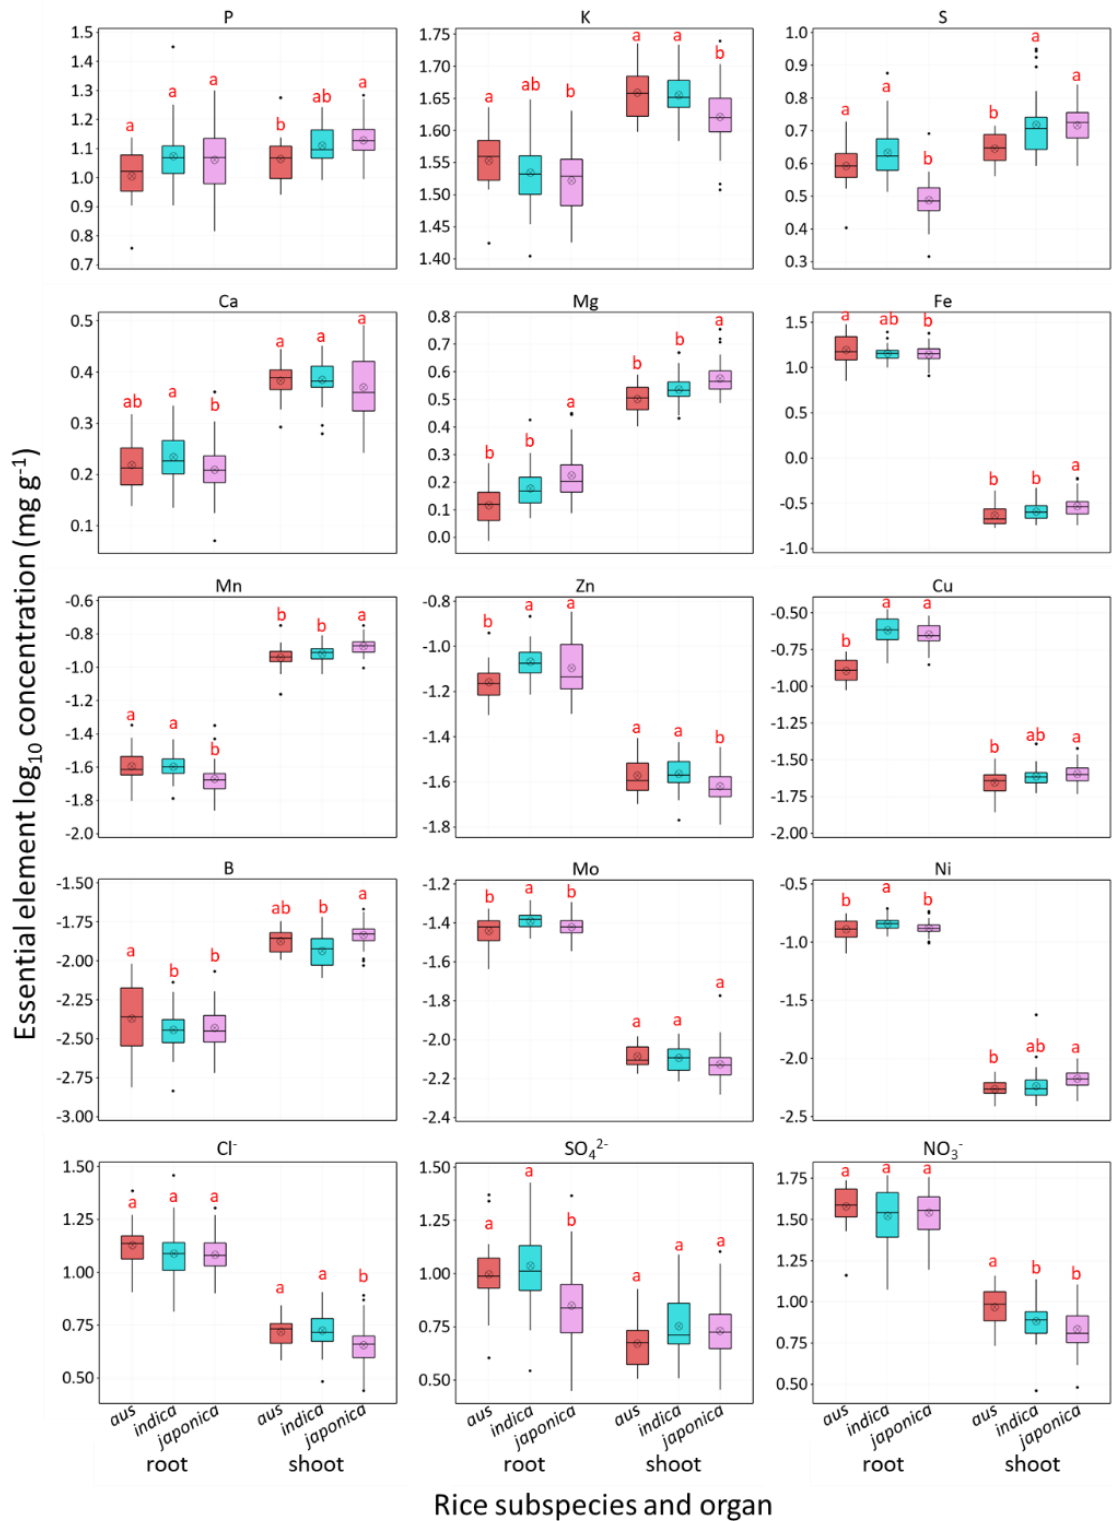 Essential element log10 concentration (mg g-1)
P
1.5
1.4
1.3
1.2
1.1
1.0
0.9
0.8
0.7
a a a b ab a
K
1.75
1.70
1.65
1.60
1.55
1.50
1.45
1.40
a ab b a a b
S
1.0
0.9
0.8
0.7
0.6
0.5
0.4
0.3
a a b b a a
Ca
0.5
0.4
0.3
0.2
0.1
ab a b a a a
Mg
0.8
0.7
0.6
0.5
0.4
0.3
0.2
0.1
0.0
b b a b b a
Fe
1.5
1.0
0.5
0.0
-0.5
-1.0
a ab b b b a
Mn
-0.6
-0.8
-1.0
-1.2
-1.4
-1.6
-1.8
-2.0
a a b b b a
Zn
-0.8
-1.0
-1.2
-1.4
-1.6
-1.8
b a a a a b
Cu
-0.50
-0.75
-1.00
-1.25
-1.50
-1.75
-2.00
b a a b ab a
B
-1.50
-1.75
-2.00
-2.25
-2.50
-2.75
-3.00
a b b ab b a
Mo
-1.2
-1.4
-1.6
-1.8
-2.0
-2.2
-2.4
b a b a a a
Ni
-0.5
-1.0
-1.5
-2.0
-2.5
b a b b ab a
Cl-
1.50
1.25
1.00
0.75
0.50
a a a a a b
SO42-
1.50
1.25
1.00
0.75
0.50
a a b a a a
NO3-
1.75
1.50
1.25
1.00
0.75
0.50
a a a a b b
aus indica japonica aus indica japonica
aus indica japonica aus indica japonica
aus indica japonica aus indica japonica
root shoot root shoot root shoot
Rice subspecies and organ